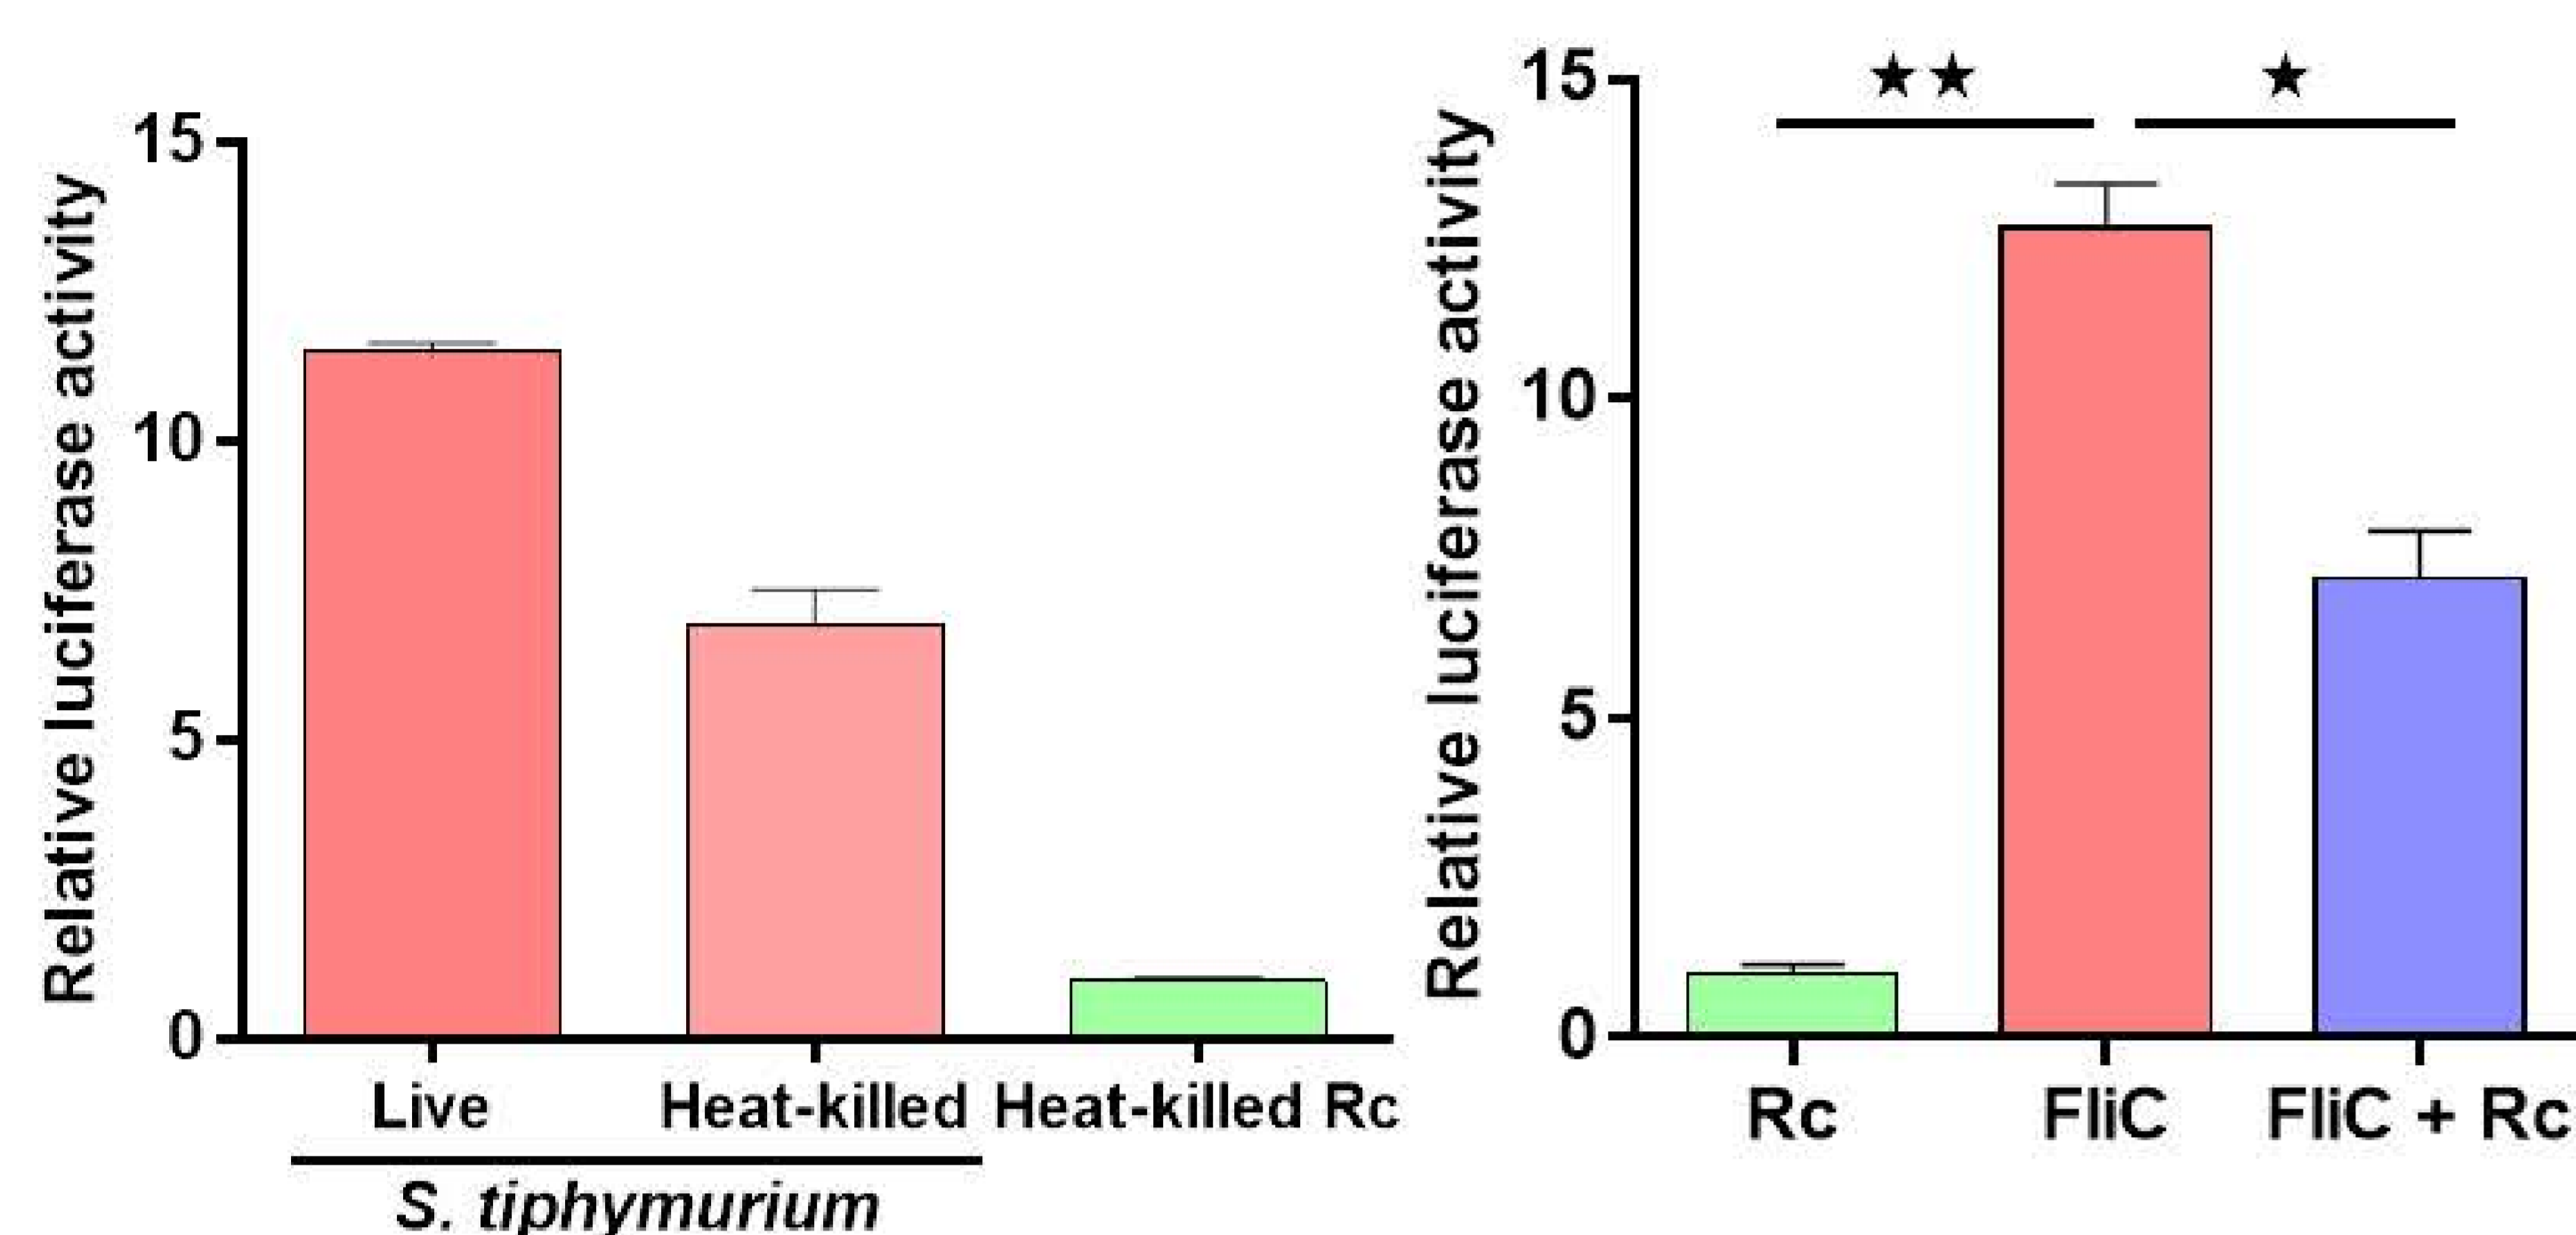 Relative luciferase activity
15
10
5
0
Live Heat-killed Heat-killed Rc
S. tiphymurium
Relative luciferase activity
15
10
5
0
★★ ★
Rc FliC FliC + Rc